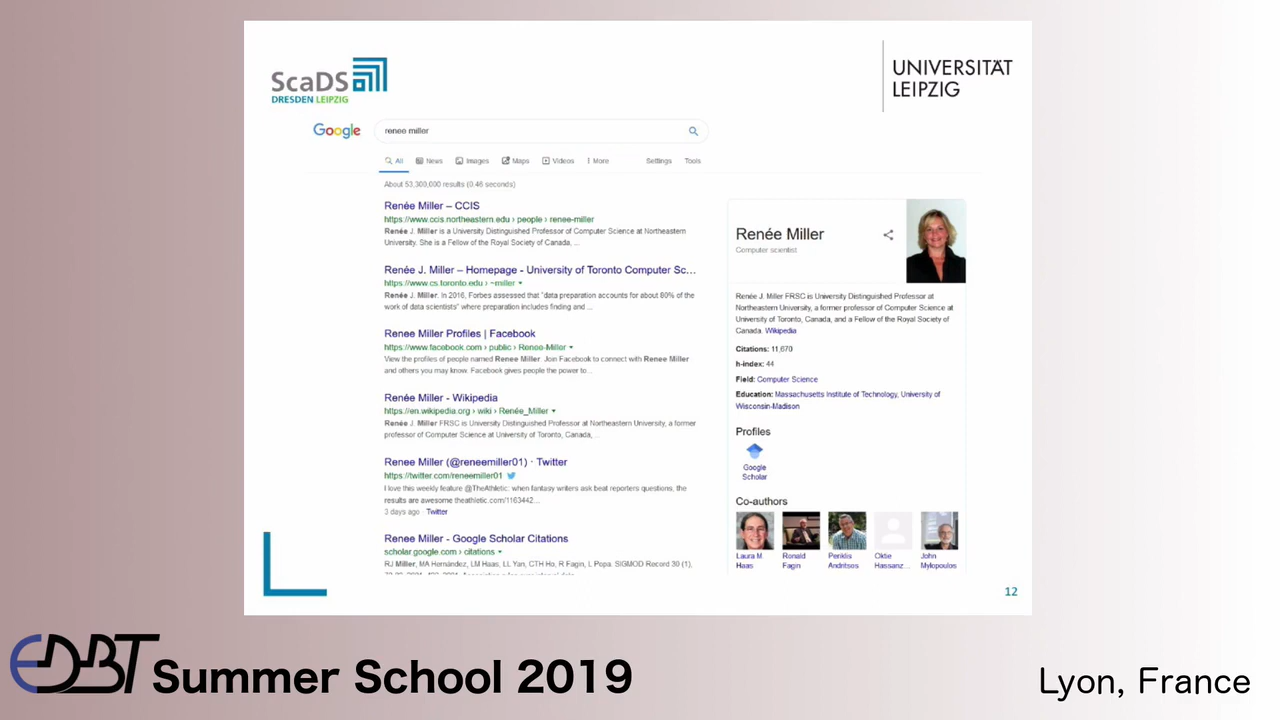 ScaDS
DRESDEN LEIPZIG
UNIVERSITÄT
LEIPZIG
Google
renee miller
All News Images Maps Videos More Settings Tools
About 53,300,000 results (0.46 seconds)
Renée Miller – CCIS
https://www.ccis.northeastern.edu › people › renee-miller
Renée J. Miller is a University Distinguished Professor of Computer Science at Northeastern
University. She is a Fellow of the Royal Society of Canada, ...
Renée J. Miller – Homepage - University of Toronto Computer Sc...
https://www.cs.toronto.edu › ~miller
Renée J. Miller. In 2016, Forbes assessed that "data preparation accounts for about 80% of the
work of data scientists" where preparation includes finding and ...
Renee Miller Profiles | Facebook
https://www.facebook.com › public › Renee-Miller
View the profiles of people named Renee Miller. Join Facebook to connect with Renee Miller
and others you may know. Facebook gives people the power to...
Renée Miller - Wikipedia
https://en.wikipedia.org › wiki › Renée_Miller
Renée J. Miller FRSC is University Distinguished Professor at Northeastern University, a former
professor of Computer Science at University of Toronto, Canada,...
Renee Miller (@reneemiller01) · Twitter
https://twitter.com/reneemiller01
I love this weekly feature @TheAthletic: when fantasy writers ask beat reporters questions, the
results are awesome theathletic.com/1163442...
3 days ago · Twitter
Renée Miller - Google Scholar Citations
scholar.google.com › citations
RJ Miller, MA Hernández, LM Haas, LL Yan, CTH Ho, R Fagin, L Popa. SIGMOD Record 30 (1),
Renée Miller
Computer scientist
Renée J. Miller FRSC is University Distinguished Professor at
Northeastern University, a former professor of Computer Science at
University of Toronto, Canada, and a Fellow of the Royal Society of
Canada. Wikipedia
Citations: 11,670
h-index: 44
Field: Computer Science
Education: Massachusetts Institute of Technology, University of
Wisconsin-Madison
Profiles
Google
Scholar
Co-authors
Laura M. Haas
Ronald Fagin
Periklis Andritsos
Oktie Hassanz...
John Mylopoulos
12
EDBT Summer School 2019
Lyon, France